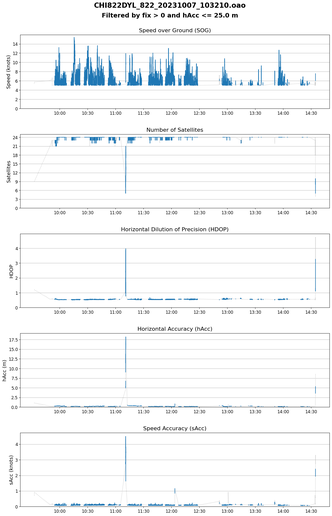 CHI822DYL_822_20231007_103210.oao
Filtered by fix > 0 and hAcc <= 25.0 m
Speed over Ground (SOG)
Speed (knots)
14
12
10
8
6
4
2
0
10:00 10:30 11:00 11:30 12:00 12:30 13:00 13:30 14:00 14:30
Number of Satellites
Satellites
24
20
16
12
8
4
0
10:00 10:30 11:00 11:30 12:00 12:30 13:00 13:30 14:00 14:30
Horizontal Dilution of Precision (HDOP)
HDOP
5
4
3
2
1
0
10:00 10:30 11:00 11:30 12:00 12:30 13:00 13:30 14:00 14:30
Horizontal Accuracy (hAcc)
hAcc (m)
17.5
15.0
12.5
10.0
7.5
5.0
2.5
0.0
10:00 10:30 11:00 11:30 12:00 12:30 13:00 13:30 14:00 14:30
Speed Accuracy (sAcc)
sAcc (knots)
4
3
2
1
0
10:00 10:30 11:00 11:30 12:00 12:30 13:00 13:30 14:00 14:30